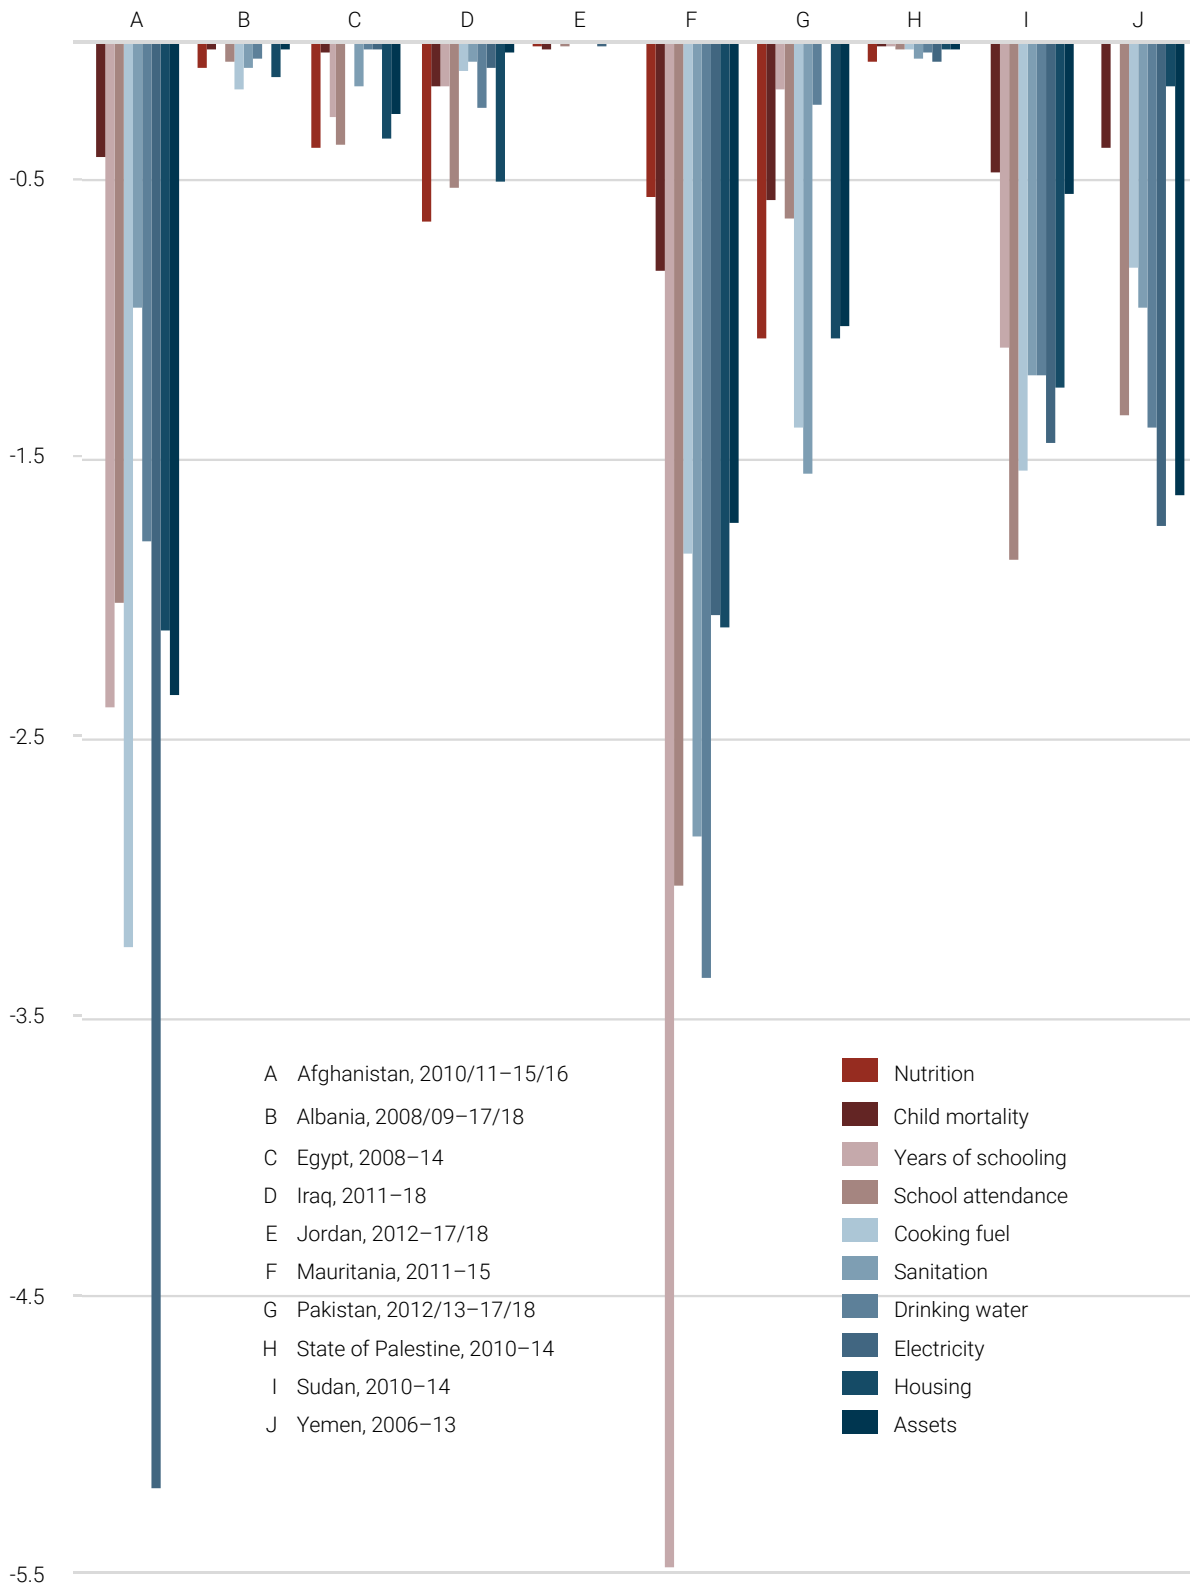 A B C D E F G H I J
-0.5
-1.5
-2.5
-3.5
-4.5
-5.5
A Afghanistan, 2010/11–15/16
B Albania, 2008/09–17/18
C Egypt, 2008–14
D Iraq, 2011–18
E Jordan, 2012–17/18
F Mauritania, 2011–15
G Pakistan, 2012/13–17/18
H State of Palestine, 2010–14
I Sudan, 2010–14
J Yemen, 2006–13
Nutrition
Child mortality
Years of schooling
School attendance
Cooking fuel
Sanitation
Drinking water
Electricity
Housing
Assets